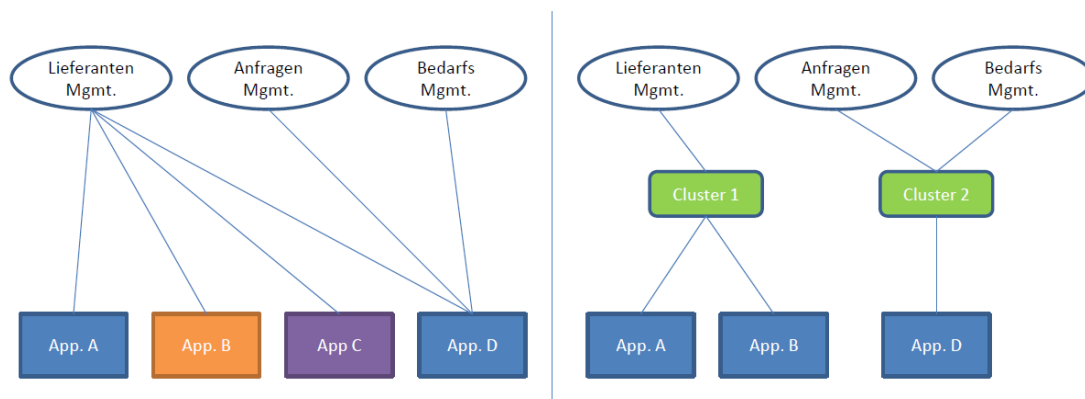 Lieferanten
Mgmt.
Anfragen
Mgmt.
Bedarfs
Mgmt.
App. A
App. B
App C
App. D
Lieferanten
Mgmt.
Anfragen
Mgmt.
Bedarfs
Mgmt.
Cluster 1
Cluster 2
App. A
App. B
App. D